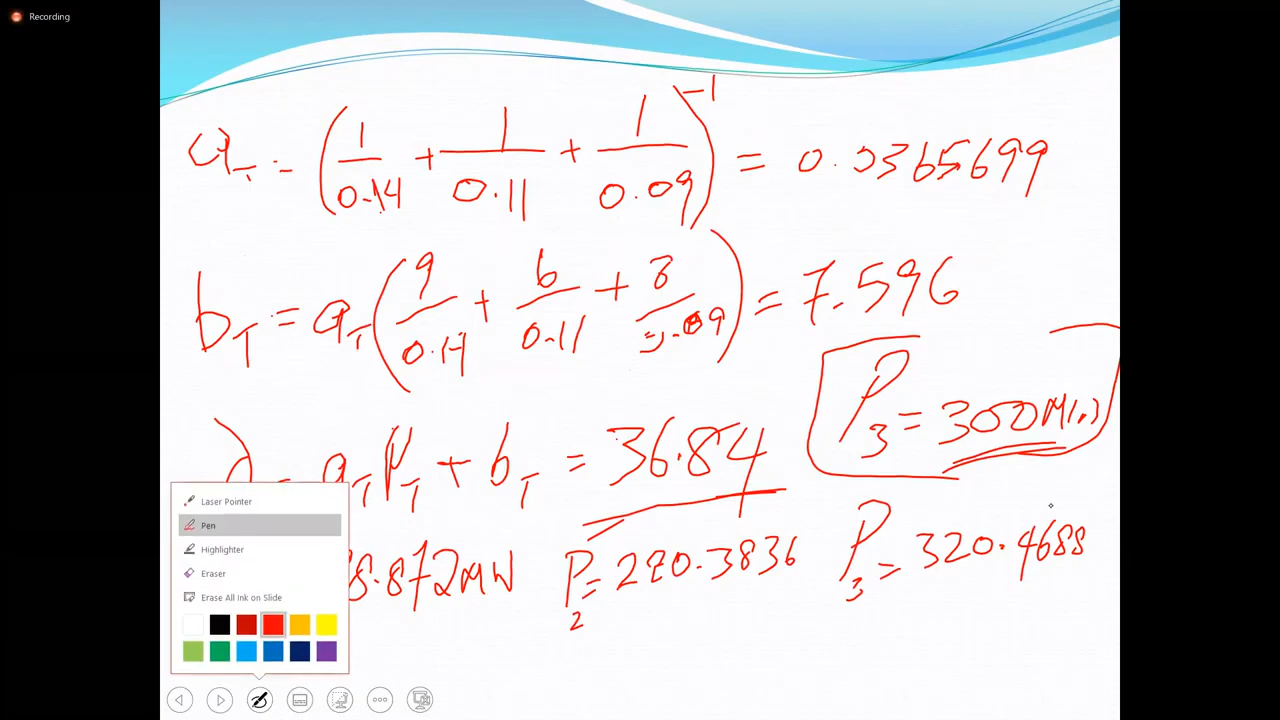 Recording
a_T = (1/0.14 + 1/0.11 + 1/0.09)^-1 = 0.0365699
b_T = a_T (9/0.14 + 6/0.11 + 8/0.09) = 7.596
P_3 = 300MW
λ = a_T P_T + b_T = 36.84
8.872MW P_2 = 280.3836 P_3 = 320.4688
Laser Pointer
Pen
Highlighter
Eraser
Erase All Ink on Slide